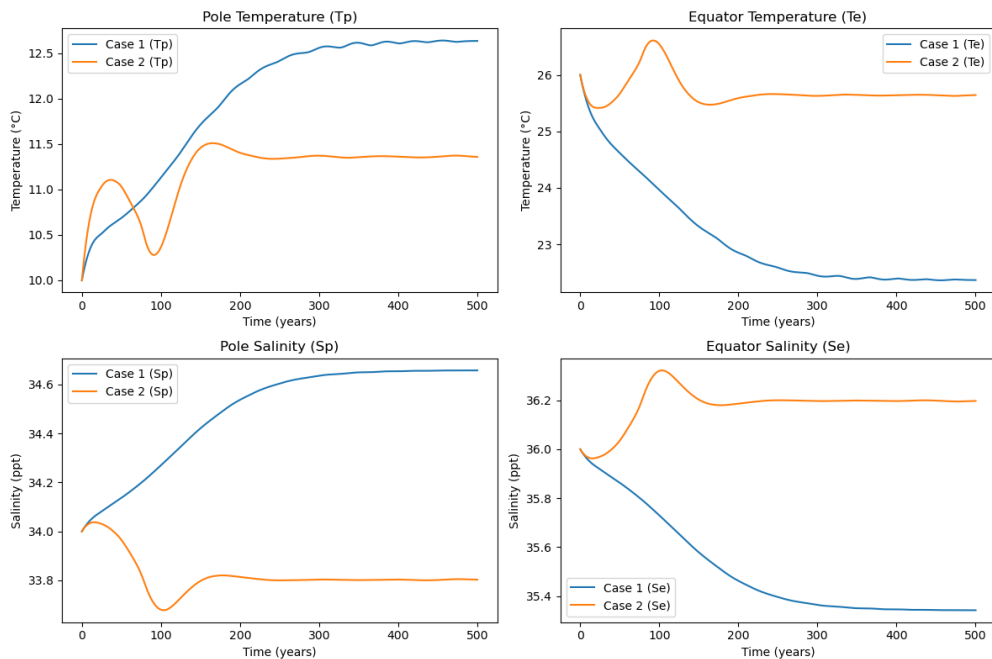 Pole Temperature (Tp)
Temperature (°C)
12.5
12.0
11.5
11.0
10.5
10.0
Case 1 (Tp)
Case 2 (Tp)
0 100 200 300 400 500
Time (years)
Equator Temperature (Te)
Temperature (°C)
26
25
24
23
Case 1 (Te)
Case 2 (Te)
0 100 200 300 400 500
Time (years)
Pole Salinity (Sp)
Salinity (ppt)
34.6
34.4
34.2
34.0
33.8
Case 1 (Sp)
Case 2 (Sp)
0 100 200 300 400 500
Time (years)
Equator Salinity (Se)
Salinity (ppt)
36.2
36.0
35.8
35.6
35.4
Case 1 (Se)
Case 2 (Se)
0 100 200 300 400 500
Time (years)